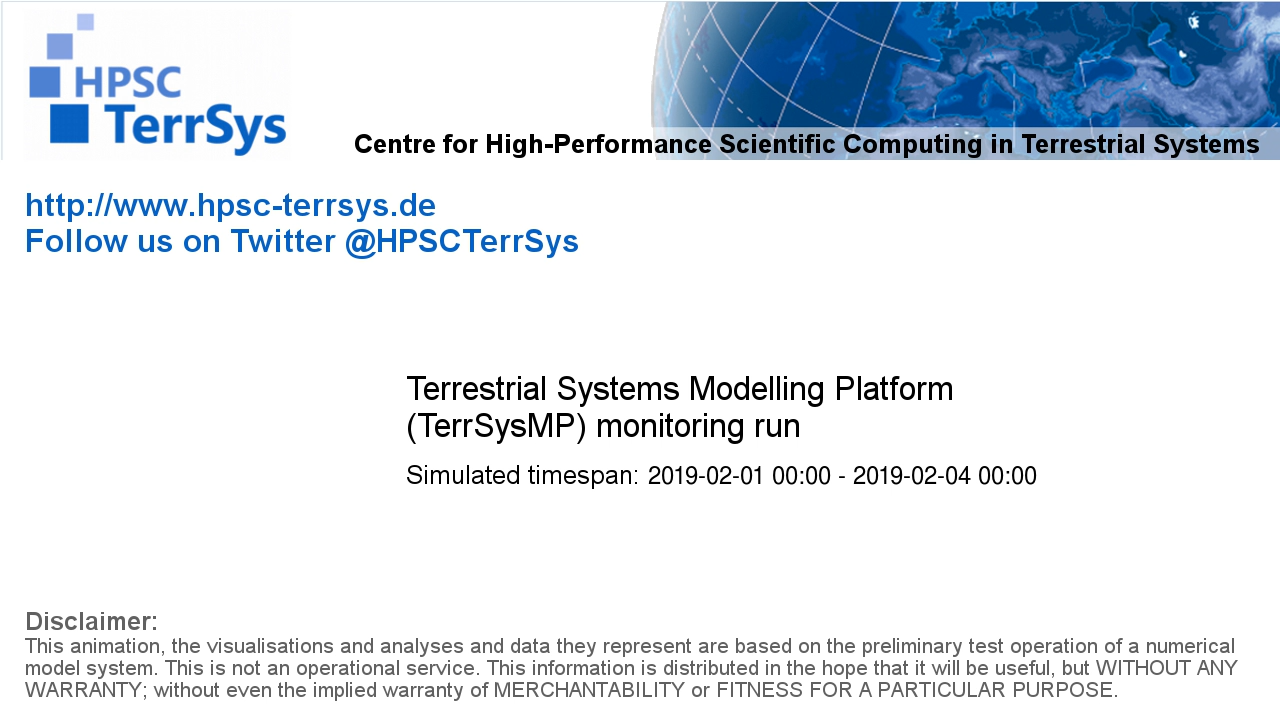 HPSC
TerrSys
Centre for High-Performance Scientific Computing in Terrestrial Systems
http://www.hpsc-terrsys.de
Follow us on Twitter @HPSCTerrSys
Terrestrial Systems Modelling Platform
(TerrSysMP) monitoring run
Simulated timespan: 2019-02-01 00:00 - 2019-02-04 00:00
Disclaimer:
This animation, the visualisations and analyses and data they represent are based on the preliminary test operation of a numerical
model system. This is not an operational service. This information is distributed in the hope that it will be useful, but WITHOUT ANY
WARRANTY; without even the implied warranty of MERCHANTABILITY or FITNESS FOR A PARTICULAR PURPOSE.